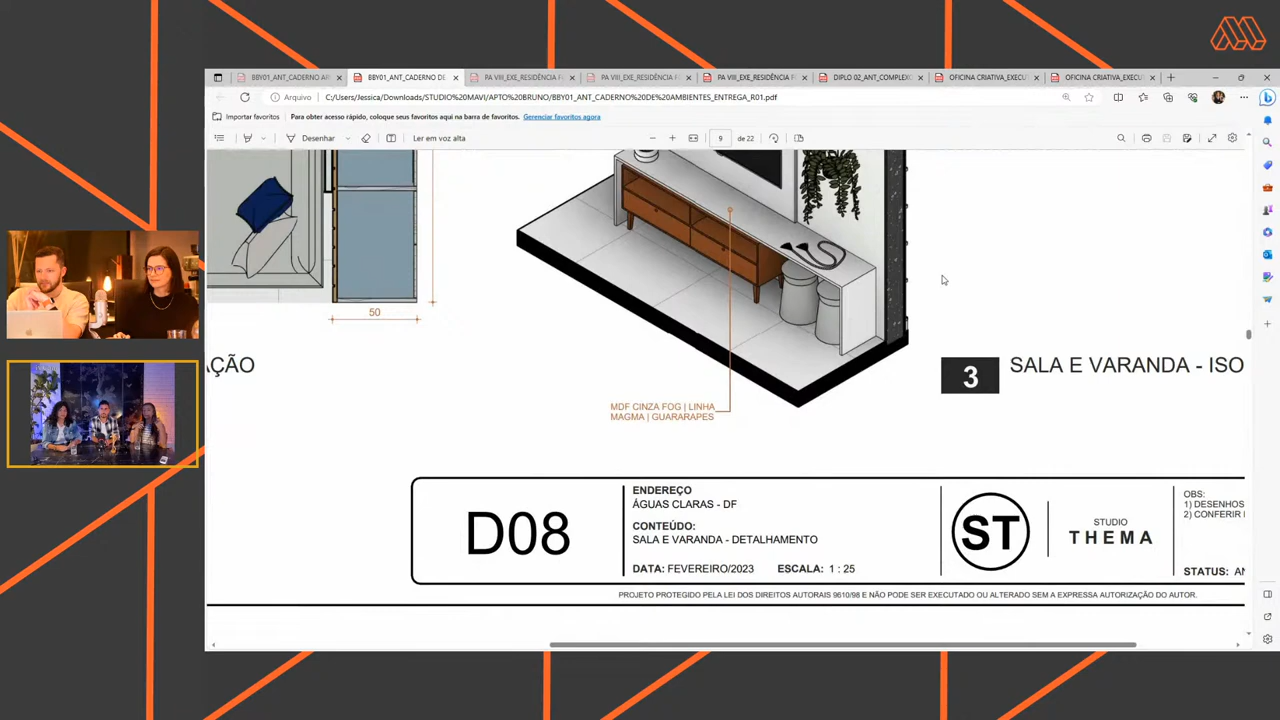 BBY01_ANT_CADERNO AR
BBY01_ANT_CADERNO DE
PA VIII_EXE_RESIDÊNCIA F
PA VIII_EXE_RESIDÊNCIA F
PA VIII_EXE_RESIDÊNCIA F
DIPLO 02_ANT_COMPLEXO
OFICINA CRIATIVA_EXECUT
OFICINA CRIATIVA_EXECUT
Arquivo
C:/Users/Jessica/Downloads/STUDIO%20MAVI/APTO%20BRUNO/BBY01_ANT_CADERNO%20DE%20AMBIENTES_ENTREGA_R01.pdf
Importar favoritos
Para obter acesso rápido, coloque seus favoritos aqui na barra de favoritos. Gerenciar favoritos agora
Desenhar
Ler em voz alta
9
de 22
50
AÇÃO
3
SALA E VARANDA - ISO
MDF CINZA FOG | LINHA
MAGMA | GUARARAPES
D08
ENDEREÇO
ÁGUAS CLARAS - DF
CONTEÚDO:
SALA E VARANDA - DETALHAMENTO
DATA: FEVEREIRO/2023
ESCALA: 1 : 25
ST
STUDIO
THEMA
OBS:
1) DESENHOS
2) CONFERIR
STATUS: AN
PROJETO PROTEGIDO PELA LEI DOS DIREITOS AUTORAIS 9610/98 E NÃO PODE SER EXECUTADO OU ALTERADO SEM A EXPRESSA AUTORIZAÇÃO DO AUTOR.